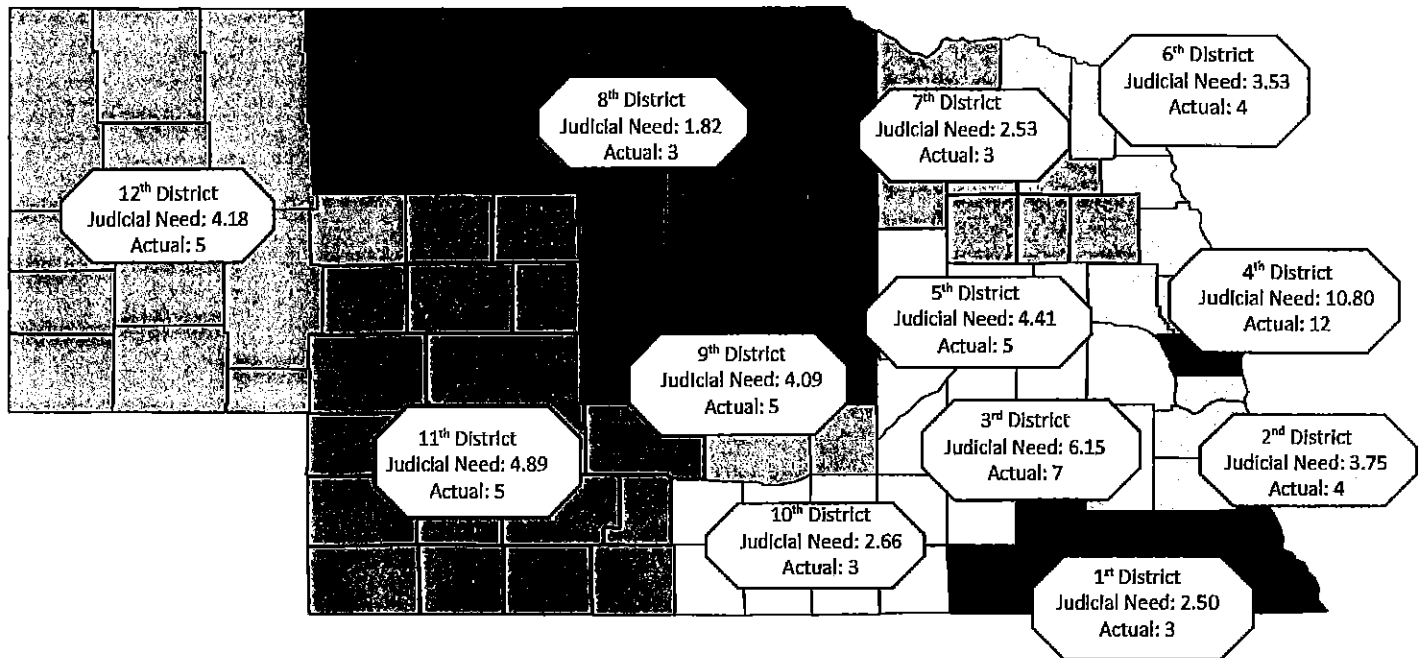 6th District
Judicial Need: 3.53
Actual: 4
8th District
Judicial Need: 1.82
Actual: 3
7th District
Judicial Need: 2.53
Actual: 3
12th District
Judicial Need: 4.18
Actual: 5
4th District
Judicial Need: 10.80
Actual: 12
5th District
Judicial Need: 4.41
Actual: 5
9th District
Judicial Need: 4.09
Actual: 5
11th District
Judicial Need: 4.89
Actual: 5
3rd District
Judicial Need: 6.15
Actual: 7
2nd District
Judicial Need: 3.75
Actual: 4
10th District
Judicial Need: 2.66
Actual: 3
1rt District
Judicial Need: 2.50
Actual: 3